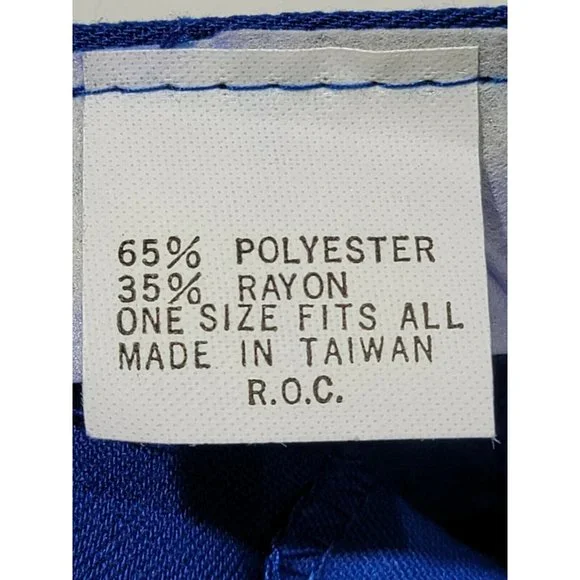 65% POLYESTER
35% RAYON
ONE SIZE FITS ALL
MADE IN TAIWAN
R.O.C.